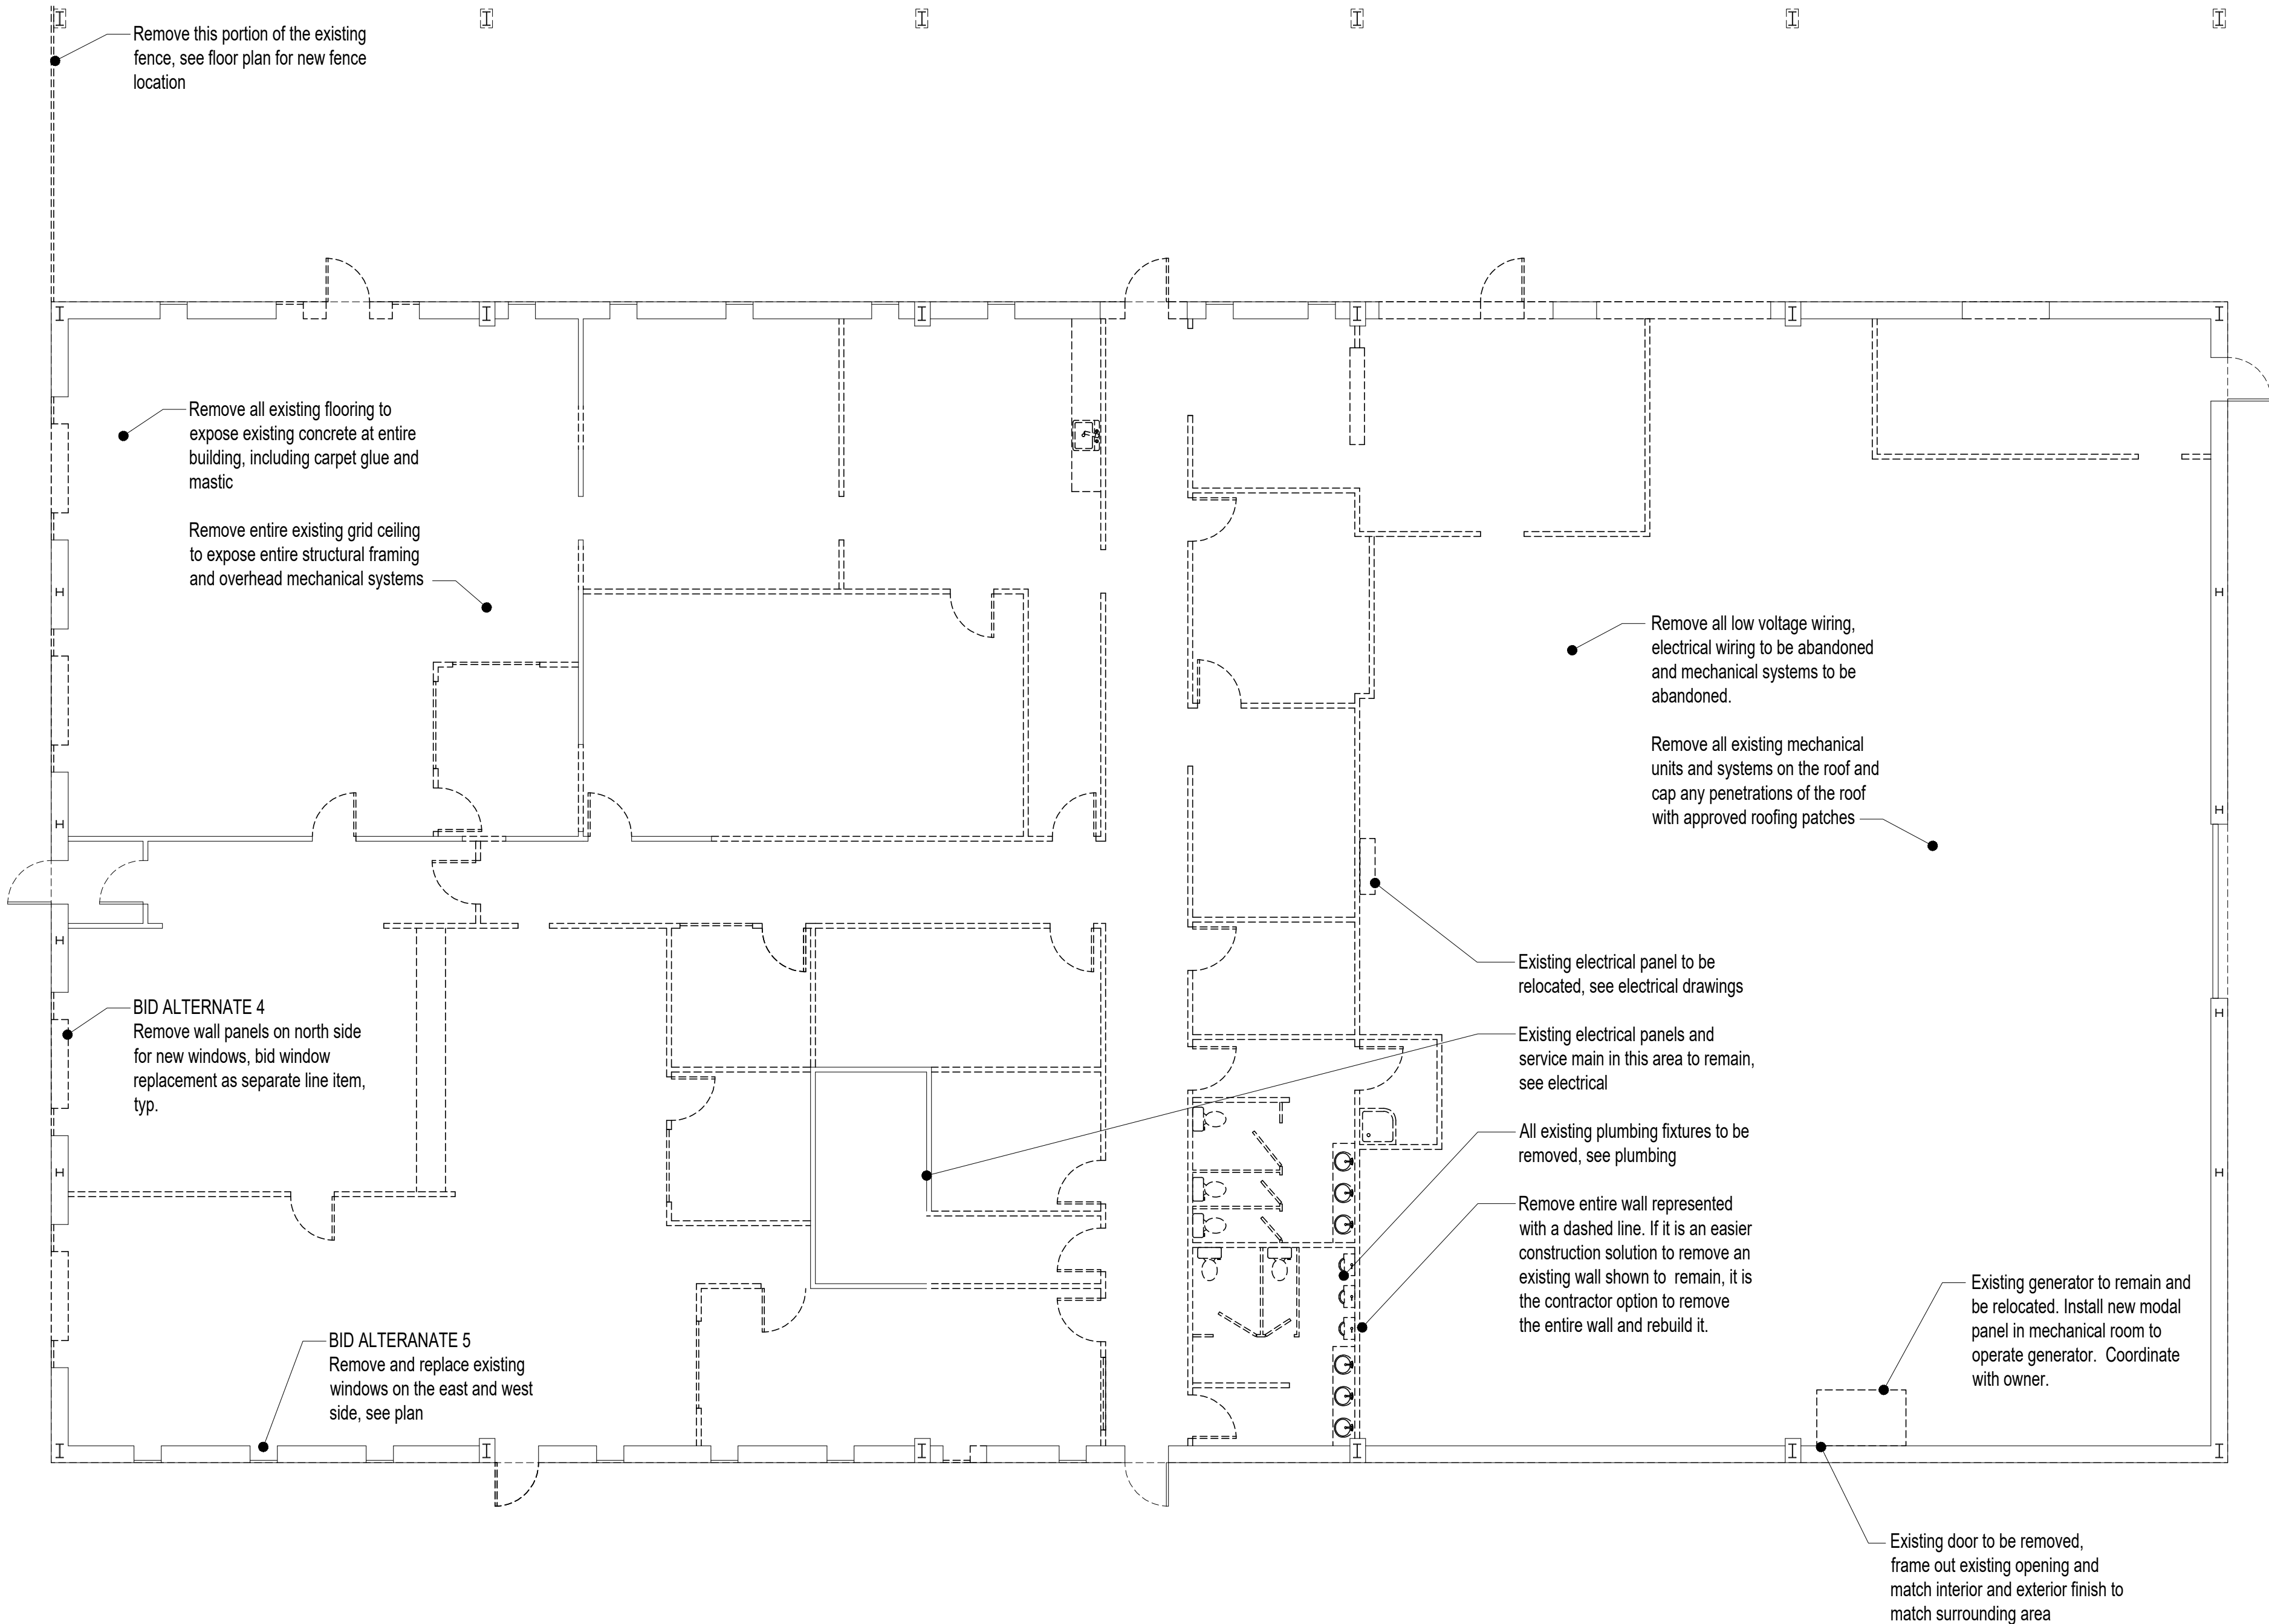 Remove this portion of the existing
fence, see floor plan for new fence
location
Remove all existing flooring to
expose existing concrete at entire
building, including carpet glue and
mastic
Remove entire existing grid ceiling
to expose entire structural framing
and overhead mechanical systems
Remove all low voltage wiring,
electrical wiring to be abandoned
and mechanical systems to be
abandoned.
Remove all existing mechanical
units and systems on the roof and
cap any penetrations of the roof
with approved roofing patches
Existing electrical panel to be
relocated, see electrical drawings
BID ALTERNATE 4
Remove wall panels on north side
for new windows, bid window
replacement as separate line item,
typ.
Existing electrical panels and
service main in this area to remain,
see electrical
All existing plumbing fixtures to be
removed, see plumbing
Remove entire wall represented
with a dashed line. If it is an easier
construction solution to remove an
existing wall shown to remain, it is
the contractor option to remove
the entire wall and rebuild it.
Existing generator to remain and
be relocated. Install new modal
panel in mechanical room to
operate generator. Coordinate
with owner.
BID ALTERANATE 5
Remove and replace existing
windows on the east and west
side, see plan
Existing door to be removed,
frame out existing opening and
match interior and exterior finish to
match surrounding area